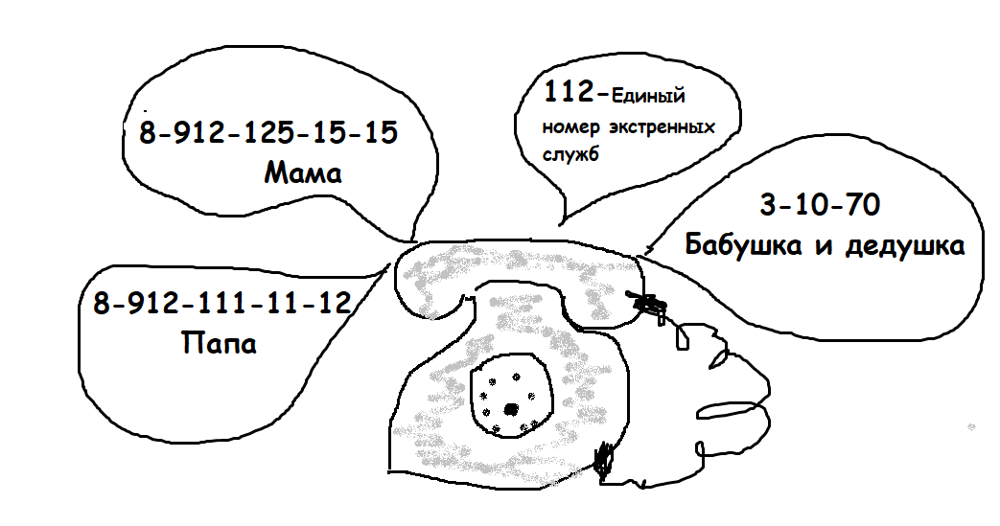 8-912-125-15-15
Мама
112-Единый
номер экстренных
служб
3-10-70
Бабушка и дедушка
8-912-111-11-12
Папа